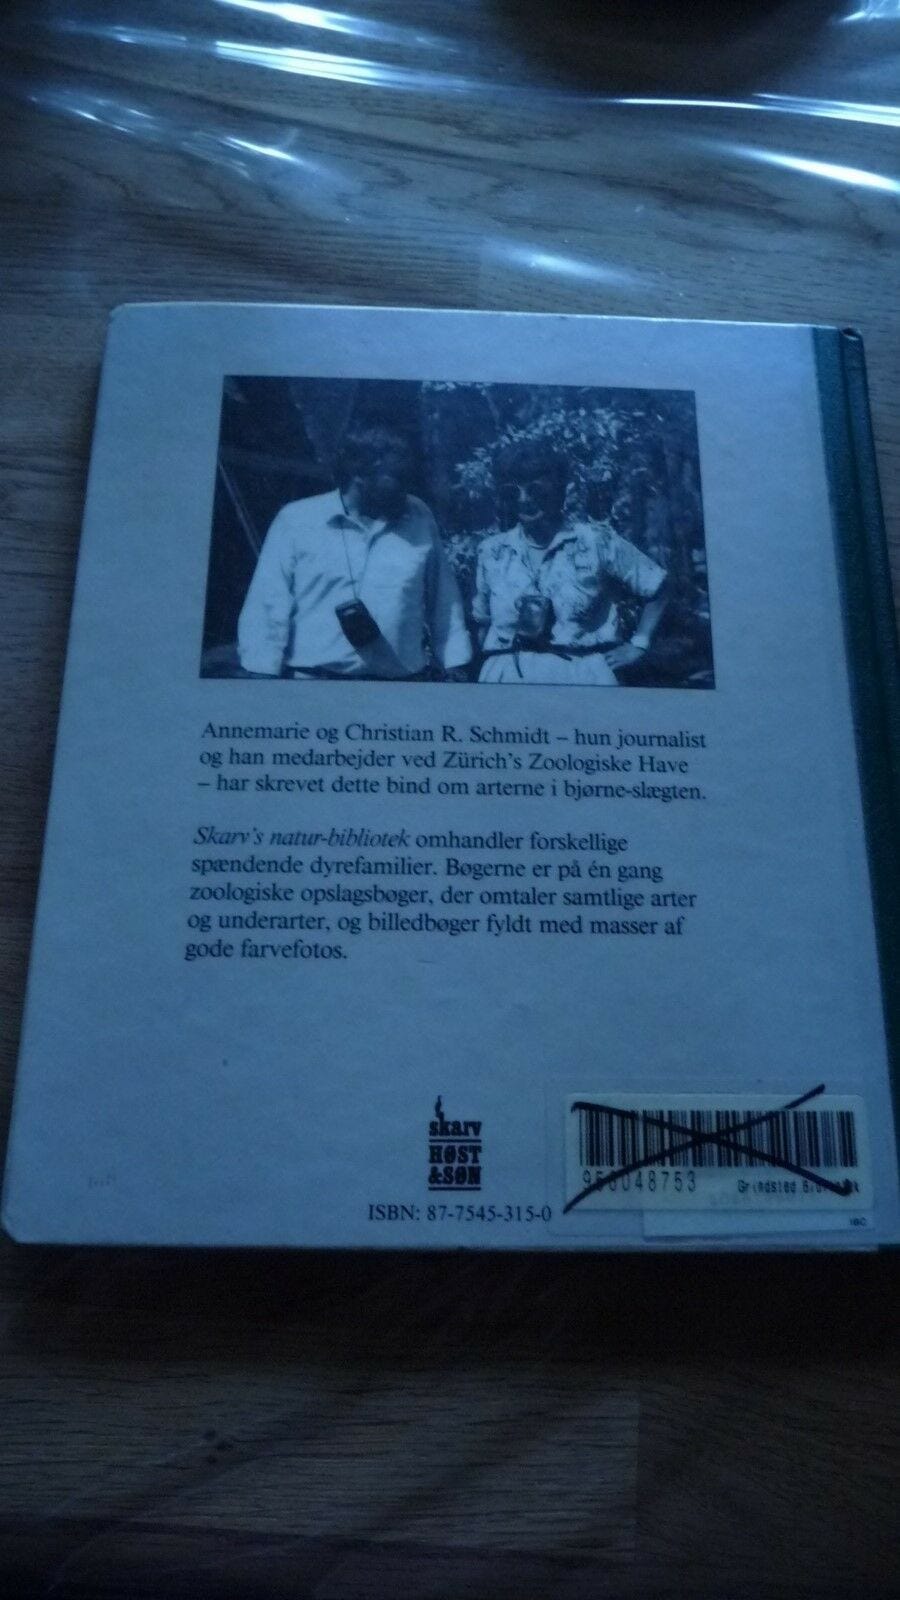 Annemarie og Christian R. Schmidt – hun journalist
og han medarbejder ved Zürich's Zoologiske Have
– har skrevet dette bind om arterne i bjørne-slægten.
Skarv's natur-bibliotek omhandler forskellige
spændende dyrefamilier. Bøgerne er på én gang
zoologiske opslagsbøger, der omtaler samtlige arter
og underarter, og billedbøger fyldt med masser af
gode farvefotos.
skarv
HØST
&SØN
ISBN: 87-7545-315-0
48753
Grindsted
IBC